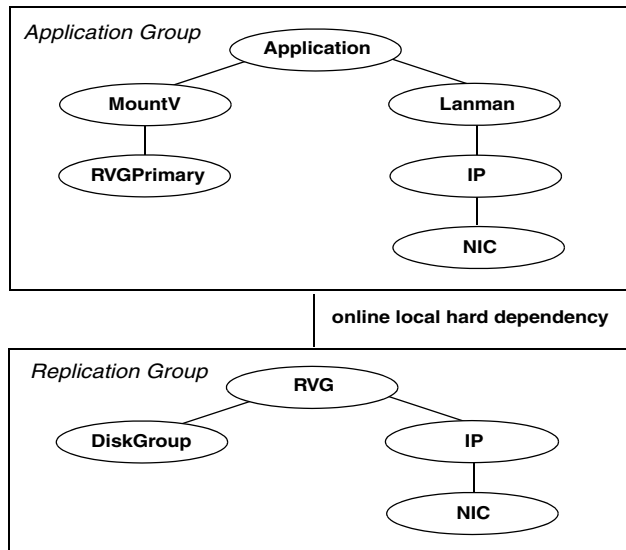 Application Group
Application
MountV
Lanman
RVGPrimary
IP
NIC
online local hard dependency
Replication Group
RVG
DiskGroup
IP
NIC